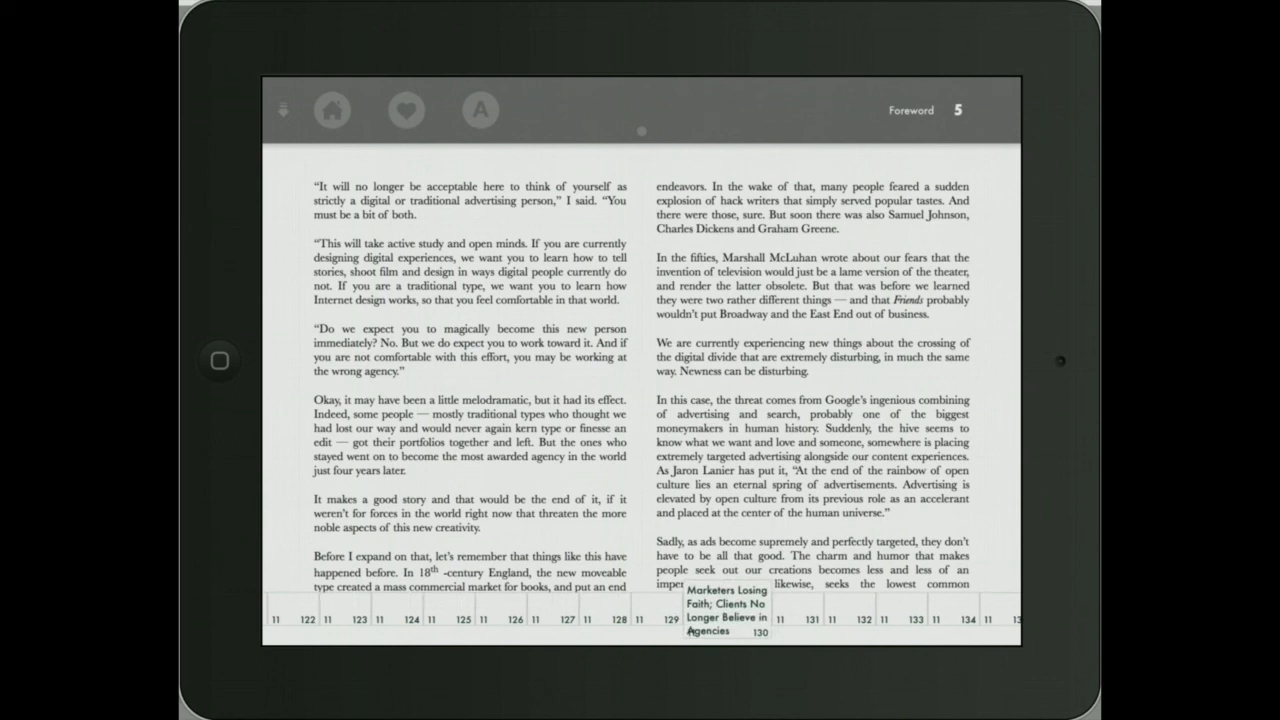 A
Foreword 5
“It will no longer be acceptable here to think of yourself as
strictly a digital or traditional advertising person,” I said. “You
must be a bit of both.
“This will take active study and open minds. If you are currently
designing digital experiences, we want you to learn how to tell
stories, shoot film and design in ways digital people currently do
not. If you are a traditional type, we want you to learn how
Internet design works, so that you feel comfortable in that world.
“Do we expect you to magically become this new person
immediately? No. But we do expect you to work toward it. And if
you are not comfortable with this effort, you may be working at
the wrong agency.”
Okay, it may have been a little melodramatic, but it had its effect.
Indeed, some people — mostly traditional types who thought we
had lost our way and would never again kern type or finesse an
edit — got their portfolios together and left. But the ones who
stayed went on to become the most awarded agency in the world
just four years later.
It makes a good story and that would be the end of it, if it
weren’t for forces in the world right now that threaten the more
noble aspects of this new creativity.
Before I expand on that, let’s remember that things like this have
happened before. In 18th -century England, the new moveable
type created a mass commercial market for books, and put an end
endeavors. In the wake of that, many people feared a sudden
explosion of hack writers that simply served popular tastes. And
there were those, sure. But soon there was also Samuel Johnson,
Charles Dickens and Graham Greene.
In the fifties, Marshall McLuhan wrote about our fears that the
invention of television would just be a lame version of the theater,
and render the latter obsolete. But that was before we learned
they were two rather different things — and that Friends probably
wouldn’t put Broadway and the East End out of business.
We are currently experiencing new things about the crossing of
the digital divide that are extremely disturbing, in much the same
way. Newness can be disturbing.
In this case, the threat comes from Google’s ingenious combining
of advertising and search, probably one of the biggest
moneymakers in human history. Suddenly, the hive seems to
know what we want and love and someone, somewhere is placing
extremely targeted advertising alongside our content experiences.
As Jaron Lanier has put it, “At the end of the rainbow of open
culture lies an eternal spring of advertisements. Advertising is
elevated by open culture from its previous role as an accelerant
and placed at the center of the human universe.”
Sadly, as ads become supremely and perfectly targeted, they don’t
have to be all that good. The charm and humor that makes
people seek out our creations becomes less and less of an
likewise, seeks the lowest common
Marketers Losing
Faith; Clients No
Longer Believe in
Agencies
11 122 11 123 11 124 11 125 11 126 11 127 11 128 11 129 130 11 131 11 132 11 133 11 134 11